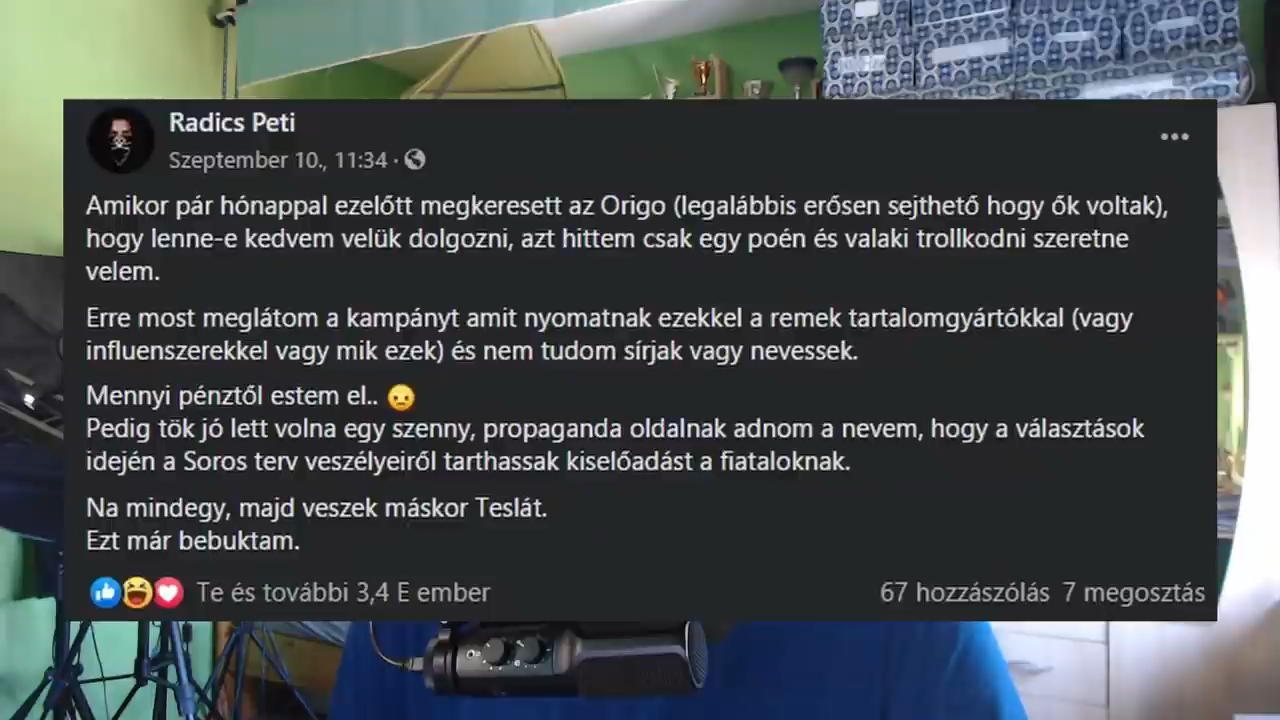 Radics Peti
Szeptember 10., 11:34 ·
Amikor pár hónappal ezelőtt megkeresett az Origo (legalábbis erősen sejthető hogy ők voltak),
hogy lenne-e kedvem velük dolgozni, azt hittem csak egy poén és valaki trollkodni szeretne
velem.
Erre most meglátom a kampányt amit nyomatnak ezekkel a remek tartalomgyártókkal (vagy
influenszerekkel vagy mik ezek) és nem tudom sírjak vagy nevessek.
Mennyi pénztől estem el.. 😠
Pedig tök jó lett volna egy szenny, propaganda oldalnak adnom a nevem, hogy a választások
idején a Soros terv veszélyeiről tarthassak kiselőadást a fiataloknak.
Na mindegy, majd veszek máskor Teslát.
Ezt már bebuktam.
Te és további 3,4 E ember 67 hozzászólás 7 megosztás